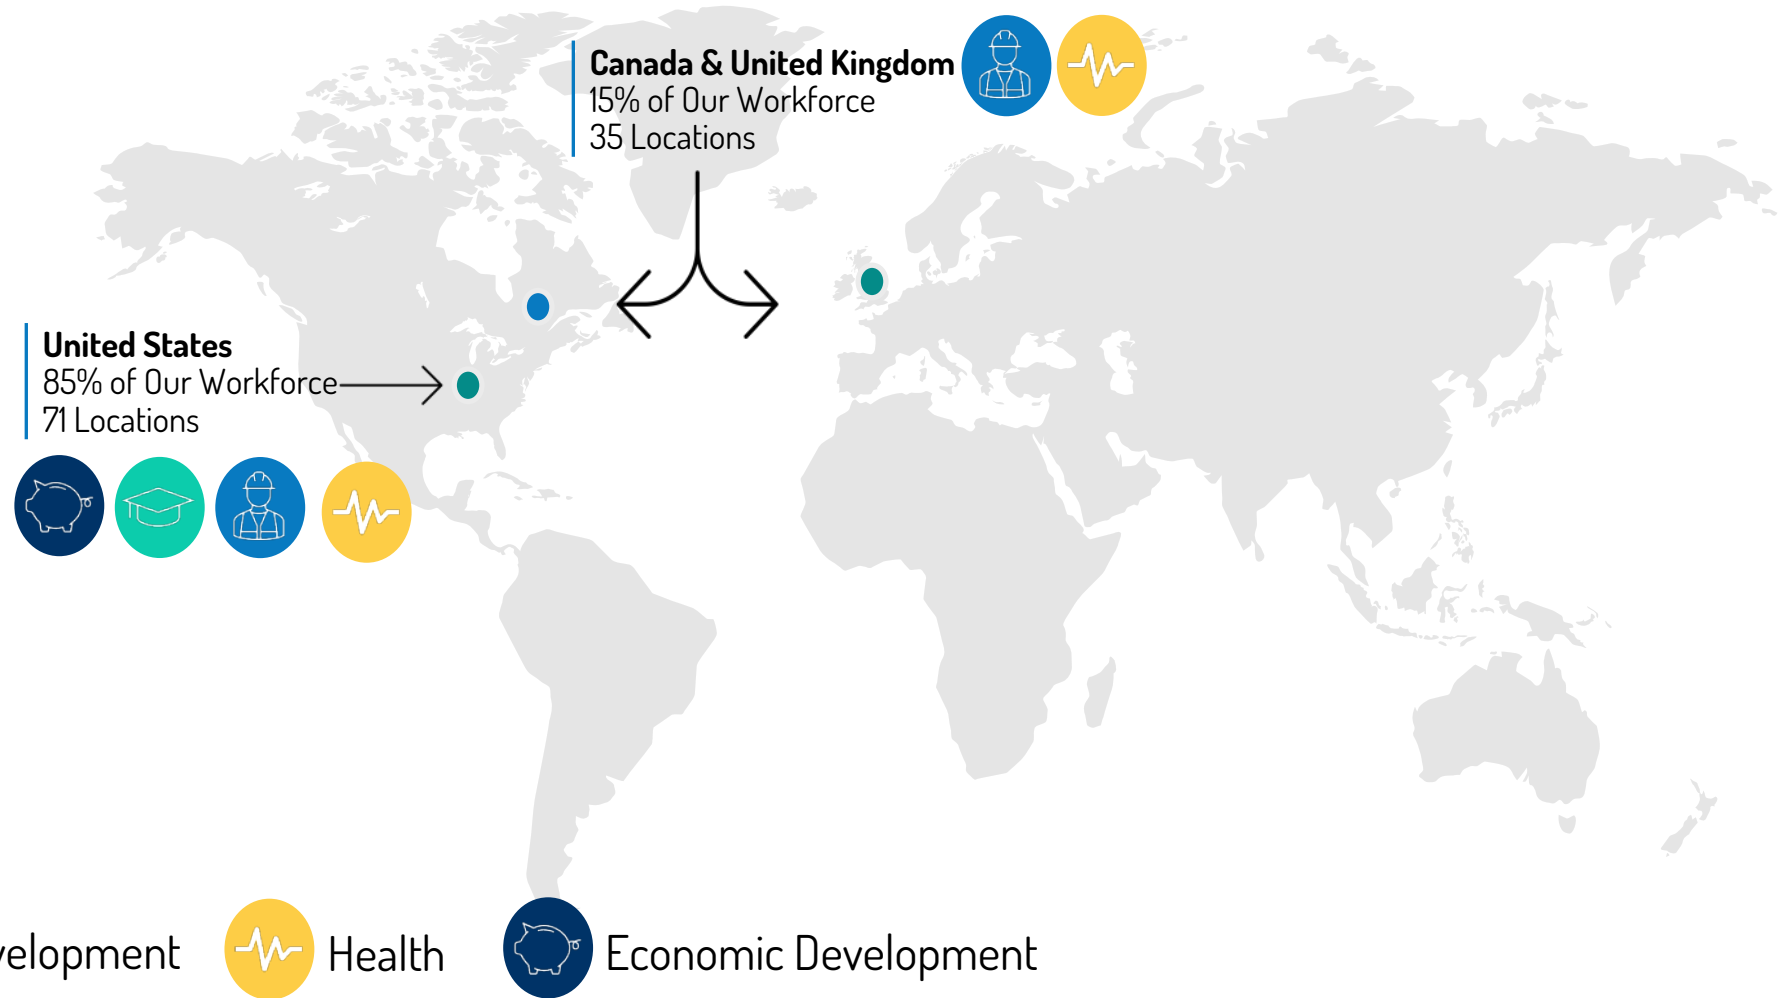 Canada & United Kingdom
15% of Our Workforce
35 Locations
United States
85% of Our Workforce
71 Locations
velopment
Health
Economic Development